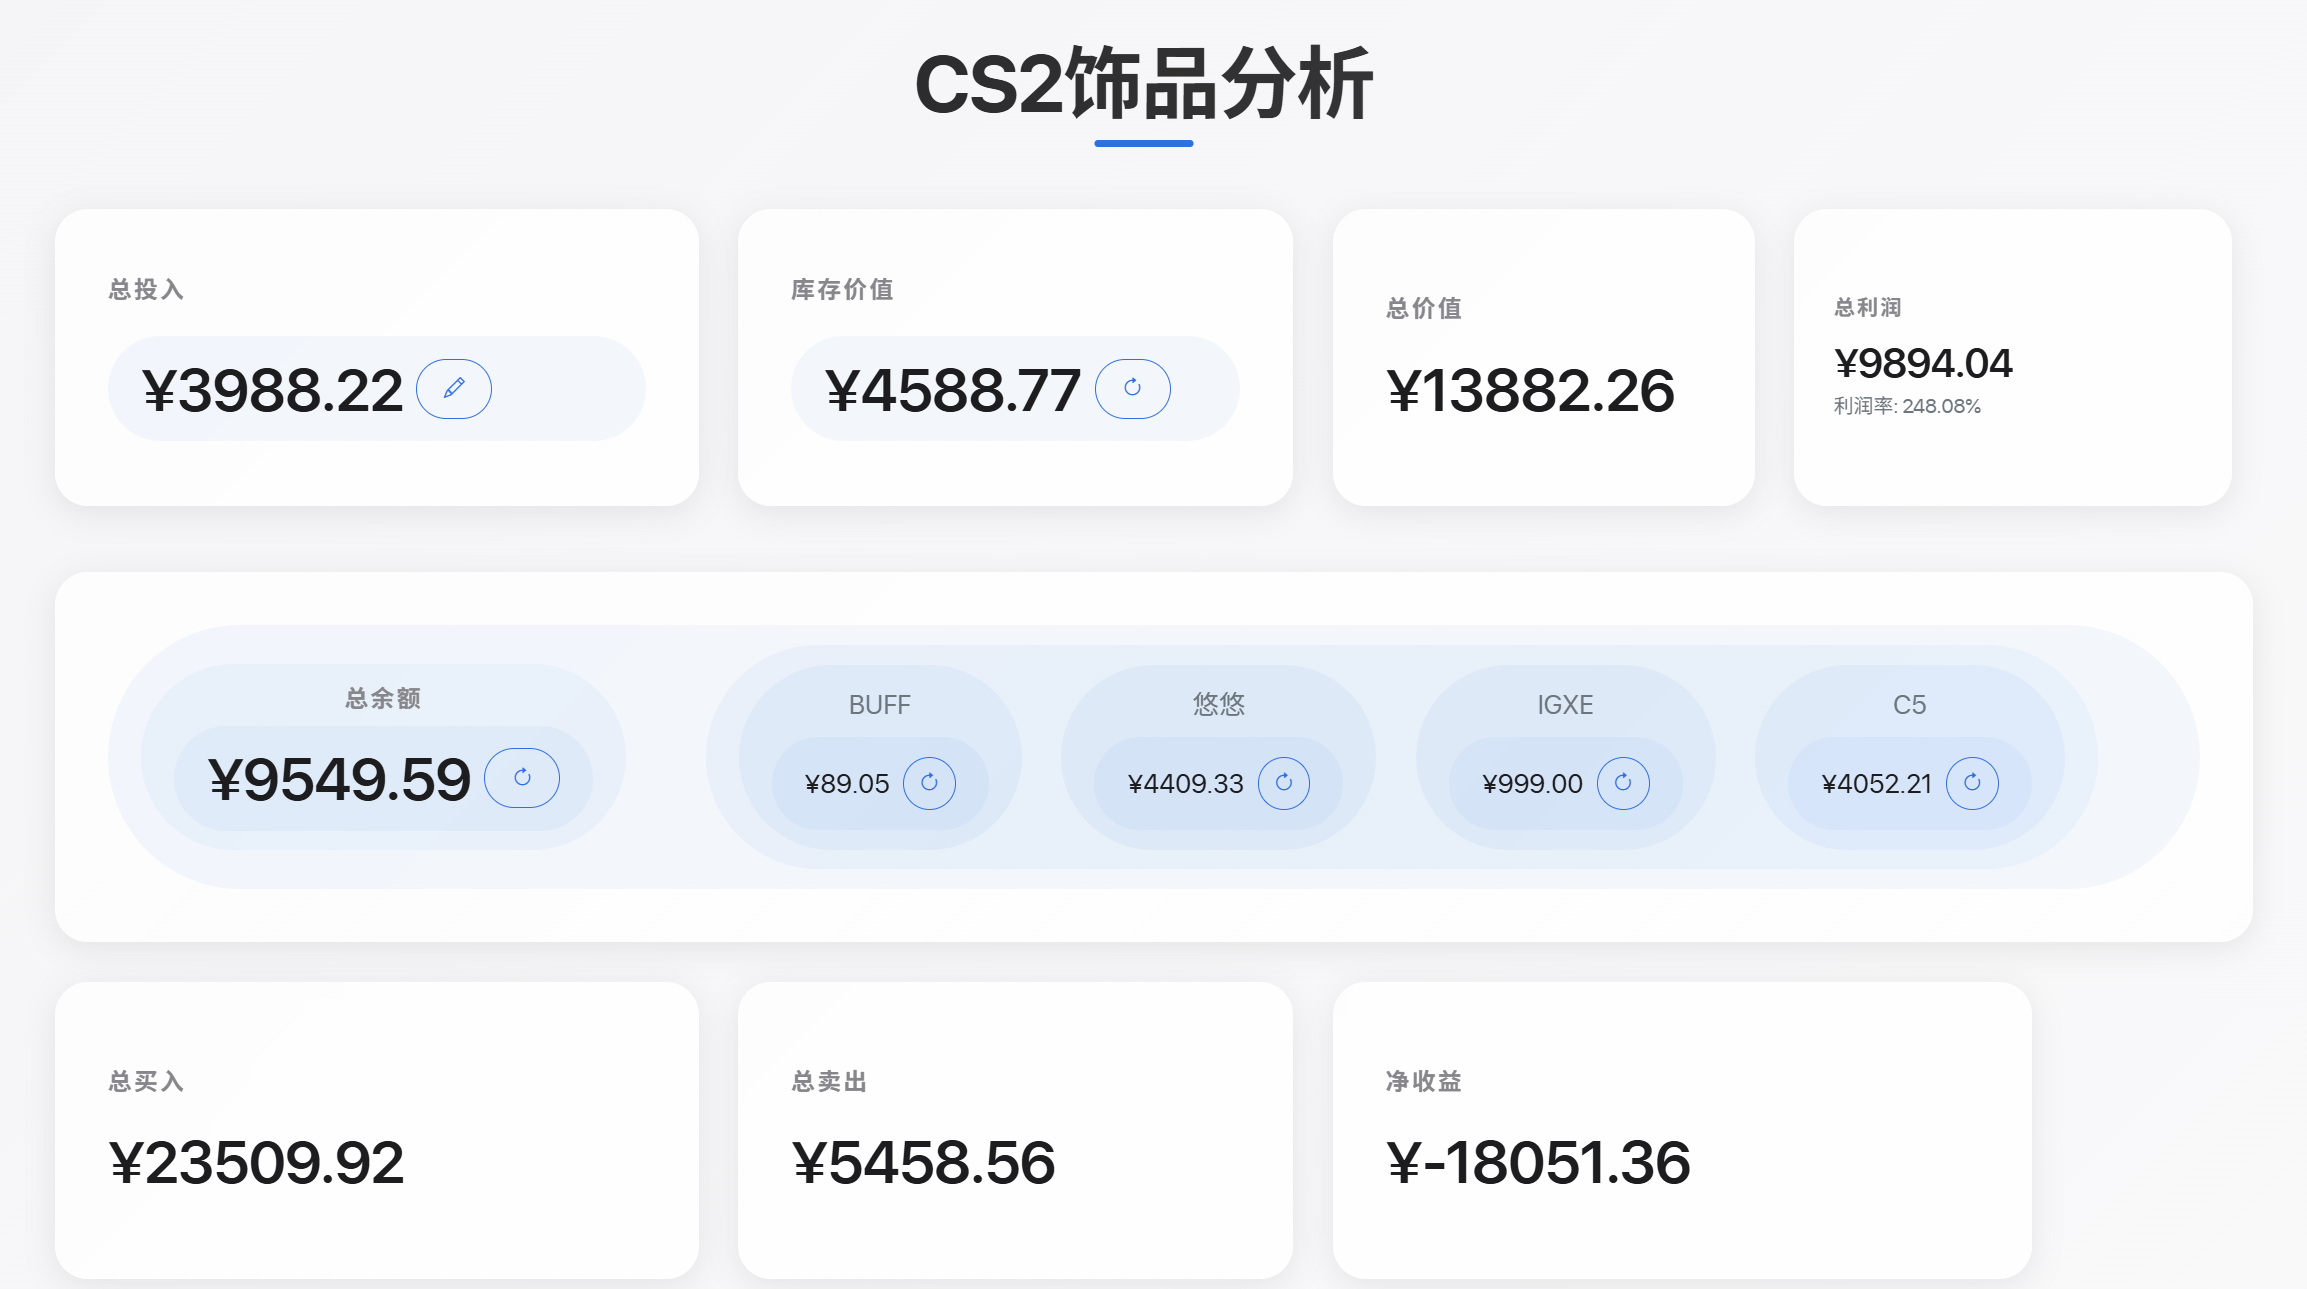 CS2饰品分析
总投入
¥3988.22
库存价值
¥4588.77
总价值
¥13882.26
总利润
¥9894.04
利润率: 248.08%
总余额
¥9549.59
BUFF
¥89.05
悠悠
¥4409.33
IGXE
¥999.00
C5
¥4052.21
总买入
¥23509.92
总卖出
¥5458.56
净收益
¥-18051.36